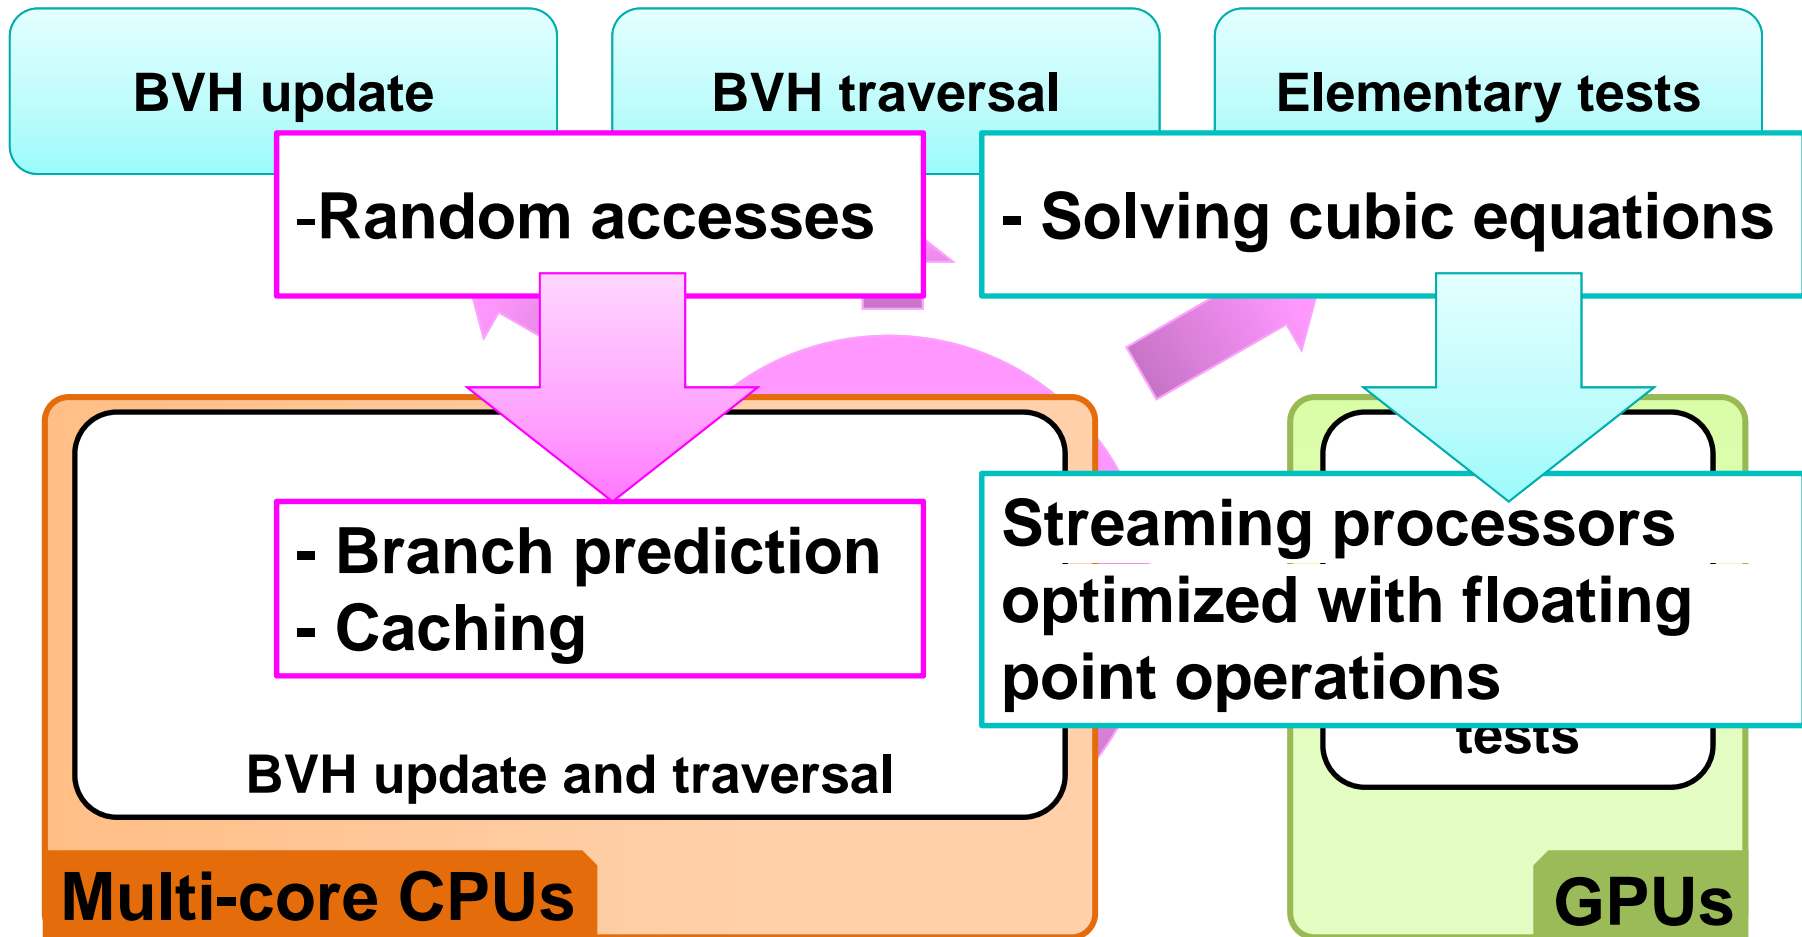 BVH update
BVH traversal
Elementary tests
-Random accesses
- Solving cubic equations
- Branch prediction
- Caching
Streaming processors
optimized with floating
point operations
tests
BVH update and traversal
Multi-core CPUs
GPUs